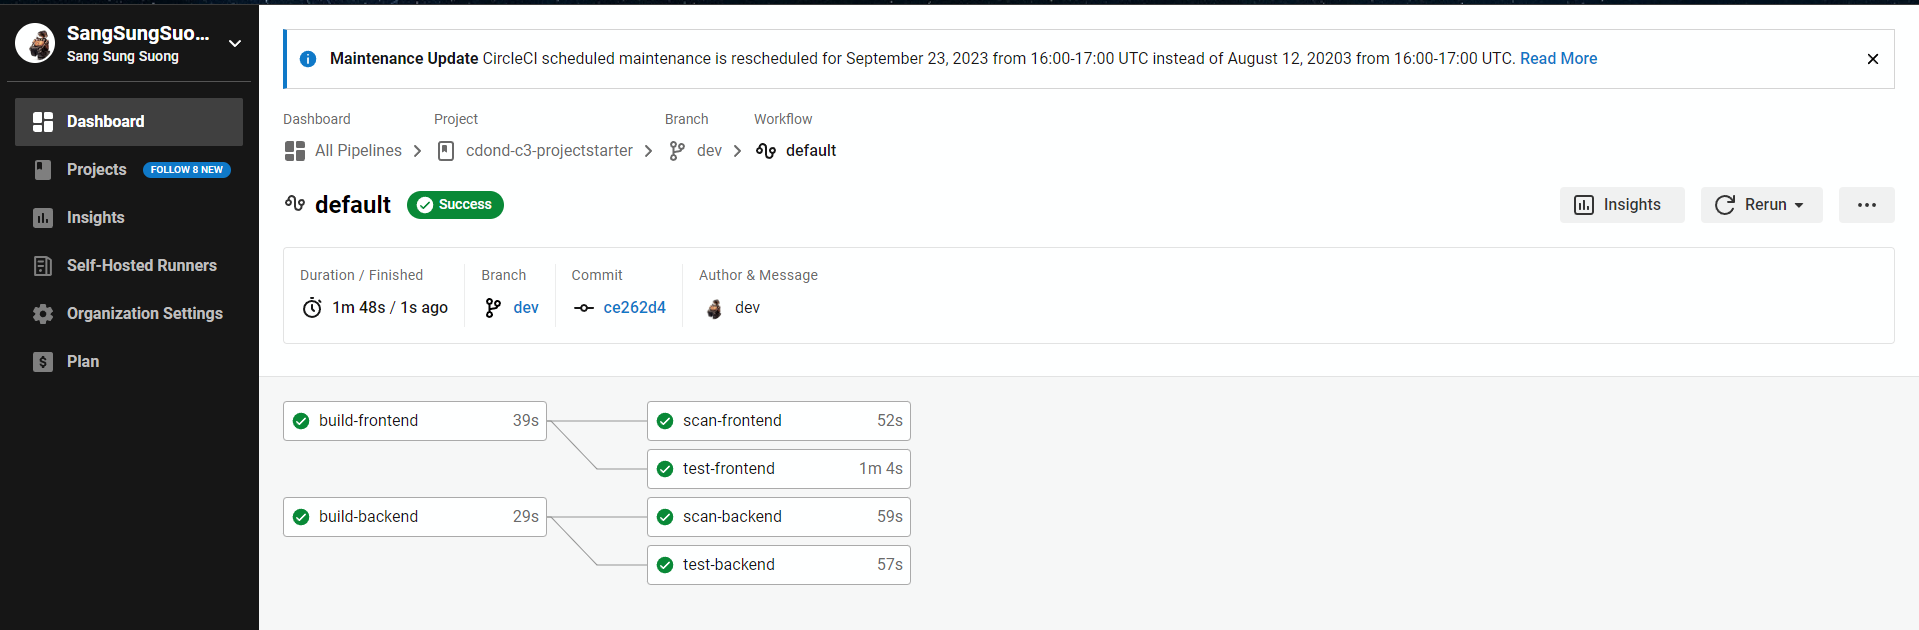 SangSungSuo...
Sang Sung Suong
Dashboard
Projects FOLLOW 8 NEW
Insights
Self-Hosted Runners
Organization Settings
Plan
Maintenance Update CircleCI scheduled maintenance is rescheduled for September 23, 2023 from 16:00-17:00 UTC instead of August 12, 20203 from 16:00-17:00 UTC. Read More
Dashboard Project Branch Workflow
All Pipelines cdond-c3-projectstarter dev default
default Success Insights Rerun
Duration / Finished Branch Commit Author & Message
1m 48s / 1s ago dev ce262d4 dev
build-frontend 39s scan-frontend 52s
test-frontend 1m 4s
build-backend 29s scan-backend 59s
test-backend 57s